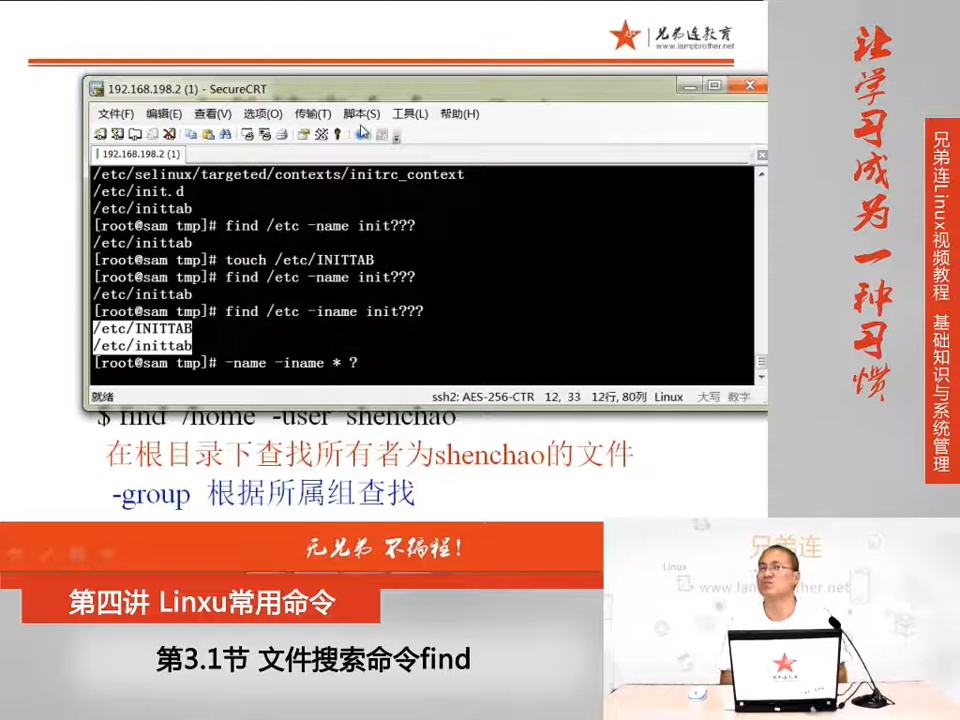 兄弟连教育
www.lampbrother.net
192.168.198.2 (1) - SecureCRT
文件(F) 编辑(E) 查看(V) 选项(O) 传输(T) 脚本(S) 工具(L) 帮助(H)
192.168.198.2 (1)
/etc/selinux/targeted/contexts/initrc_context
/etc/init.d
/etc/inittab
[root@sam tmp]# find /etc -name init???
/etc/inittab
[root@sam tmp]# touch /etc/INITTAB
[root@sam tmp]# find /etc -name init???
/etc/inittab
[root@sam tmp]# find /etc -iname init???
/etc/INITTAB
/etc/inittab
[root@sam tmp]# -name -iname * ?
就绪 ssh2: AES-256-CTR 12, 33 12行, 80列 Linux 大写 数字
$ find /home -user shenchao
在根目录下查找所有者为shenchao的文件
-group 根据所属组查找
让学习成为一种习惯
兄弟连Linux视频教程 基础知识与系统管理
无兄弟 不编程!
第四讲 Linxu常用命令
第3.1节 文件搜索命令find
兄弟连
Linux